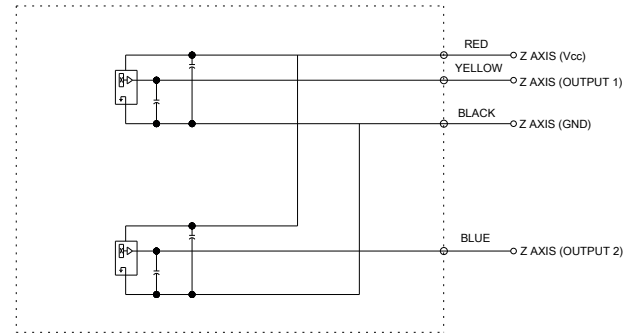 RED
Z AXIS (Vcc)
YELLOW
Z AXIS (OUTPUT 1)
BLACK
Z AXIS (GND)
BLUE
Z AXIS (OUTPUT 2)